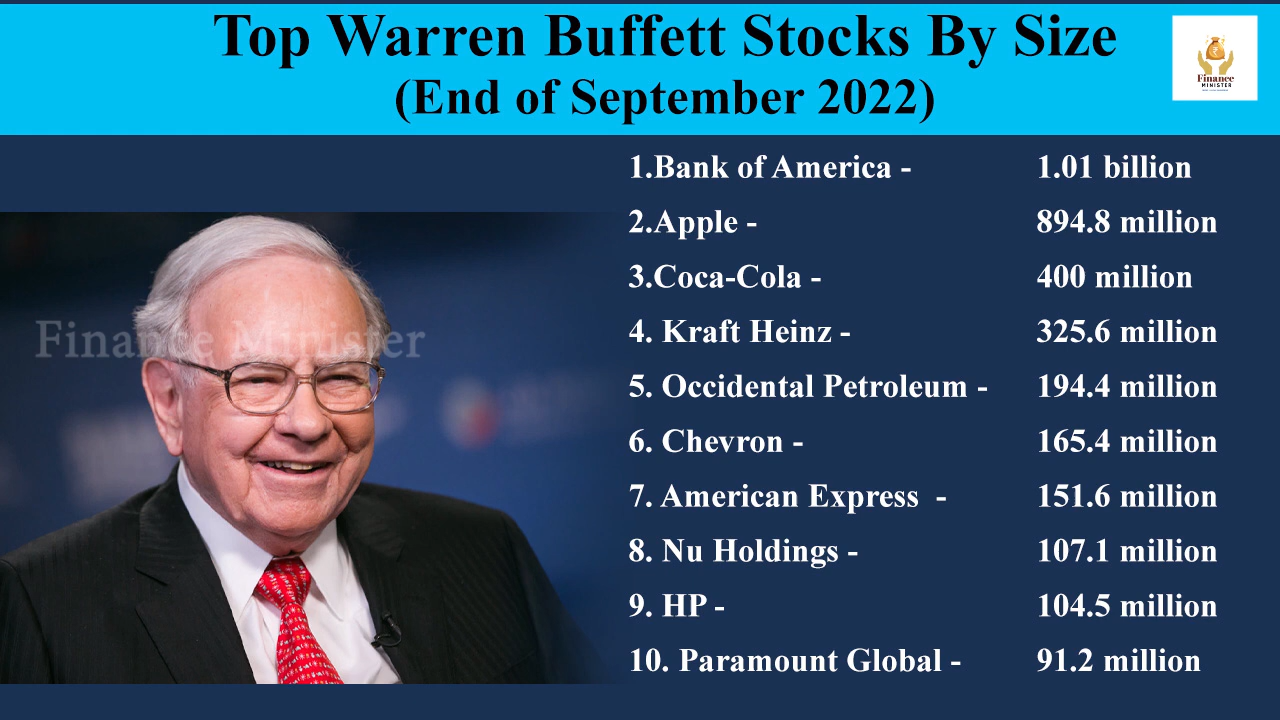 Top Warren Buffett Stocks By Size
(End of September 2022)
Finance
MINISTER
1.Bank of America - 1.01 billion
2.Apple - 894.8 million
3.Coca-Cola - 400 million
Finance Minister
4. Kraft Heinz - 325.6 million
5. Occidental Petroleum - 194.4 million
6. Chevron - 165.4 million
7. American Express - 151.6 million
8. Nu Holdings - 107.1 million
9. HP - 104.5 million
10. Paramount Global - 91.2 million